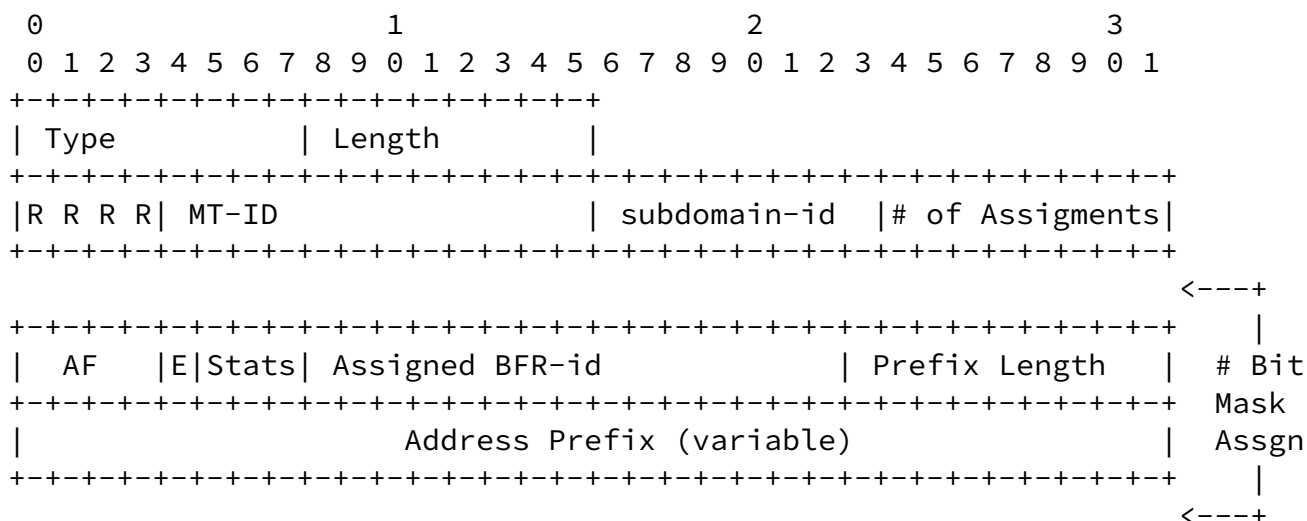 0                   1                   2                   3
 0 1 2 3 4 5 6 7 8 9 0 1 2 3 4 5 6 7 8 9 0 1 2 3 4 5 6 7 8 9 0 1
+-+-+-+-+-+-+-+-+-+-+-+-+-+-+-+-+
| Type          | Length        |
+-+-+-+-+-+-+-+-+-+-+-+-+-+-+-+-+-+-+-+-+-+-+-+-+-+-+-+-+-+-+-+-+
|R R R R| MT-ID                 | subdomain-id  |# of Assigments|
+-+-+-+-+-+-+-+-+-+-+-+-+-+-+-+-+-+-+-+-+-+-+-+-+-+-+-+-+-+-+-+-+
                                                                 <---+
+-+-+-+-+-+-+-+-+-+-+-+-+-+-+-+-+-+-+-+-+-+-+-+-+-+-+-+-+-+-+-+-+    |
|  AF   |E|Stats| Assigned BFR-id             | Prefix Length   |  # Bit
+-+-+-+-+-+-+-+-+-+-+-+-+-+-+-+-+-+-+-+-+-+-+-+-+-+-+-+-+-+-+-+-+  Mask
|                     Address Prefix (variable)                 |  Assgn
+-+-+-+-+-+-+-+-+-+-+-+-+-+-+-+-+-+-+-+-+-+-+-+-+-+-+-+-+-+-+-+-+    |
                                                                 <---+